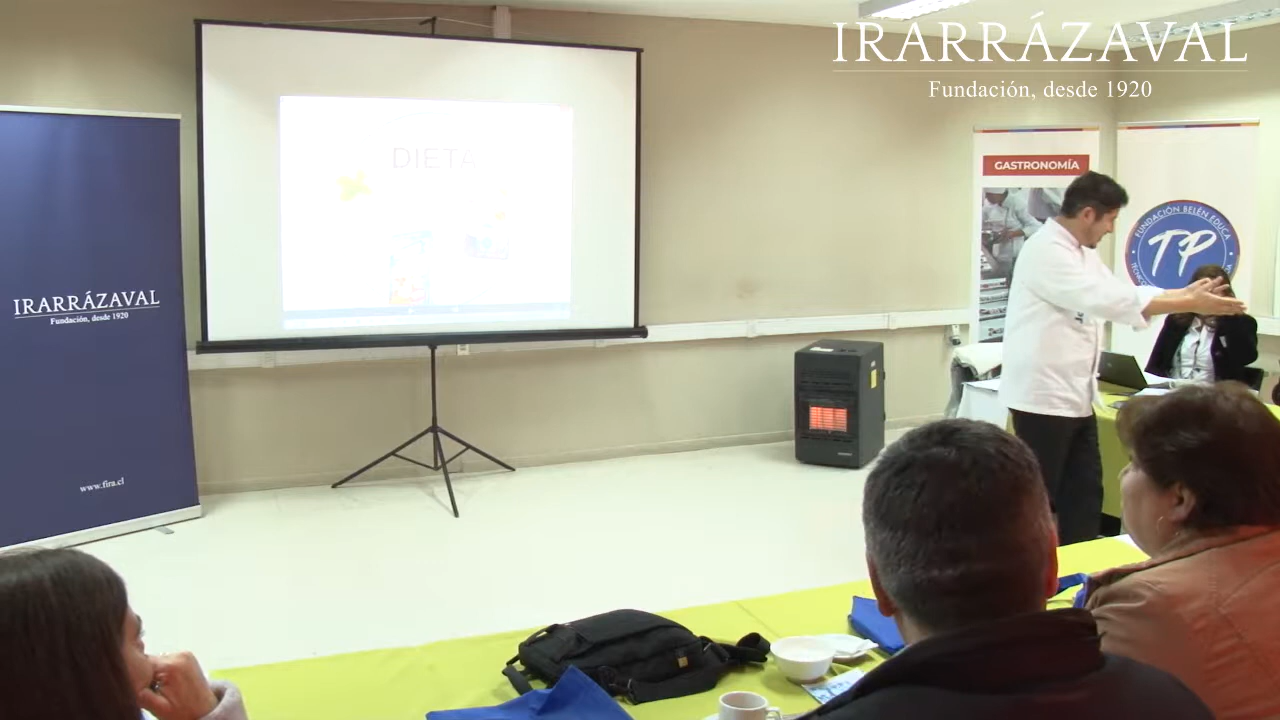 IRARRÁZAVAL
Fundación, desde 1920
DIETA
GASTRONOMÍA
FUNDACIÓN BELÉN EDUCA
TP
IRARRÁZAVAL
Fundación, desde 1920
www.fira.cl